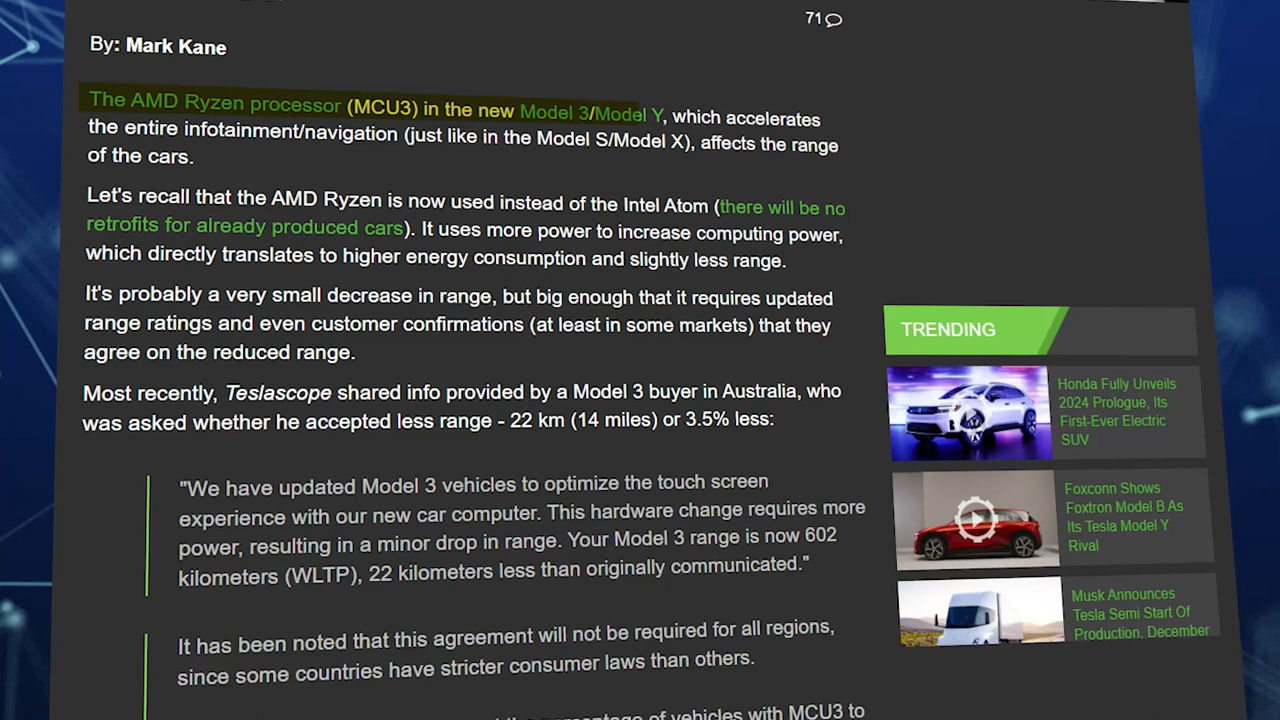 71
By: Mark Kane
The AMD Ryzen processor (MCU3) in the new Model 3/Model Y, which accelerates
the entire infotainment/navigation (just like in the Model S/Model X), affects the range
of the cars.
Let's recall that the AMD Ryzen is now used instead of the Intel Atom (there will be no
retrofits for already produced cars). It uses more power to increase computing power,
which directly translates to higher energy consumption and slightly less range.
It's probably a very small decrease in range, but big enough that it requires updated
range ratings and even customer confirmations (at least in some markets) that they
agree on the reduced range.
Most recently, Teslascope shared info provided by a Model 3 buyer in Australia, who
was asked whether he accepted less range - 22 km (14 miles) or 3.5% less:
"We have updated Model 3 vehicles to optimize the touch screen
experience with our new car computer. This hardware change requires more
power, resulting in a minor drop in range. Your Model 3 range is now 602
kilometers (WLTP), 22 kilometers less than originally communicated."
It has been noted that this agreement will not be required for all regions,
since some countries have stricter consumer laws than others.
percentage of vehicles with MCU3 to
TRENDING
Honda Fully Unveils
2024 Prologue, Its
First-Ever Electric
SUV
Foxconn Shows
Foxtron Model B As
Its Tesla Model Y
Rival
Musk Announces
Tesla Semi Start Of
Production, December